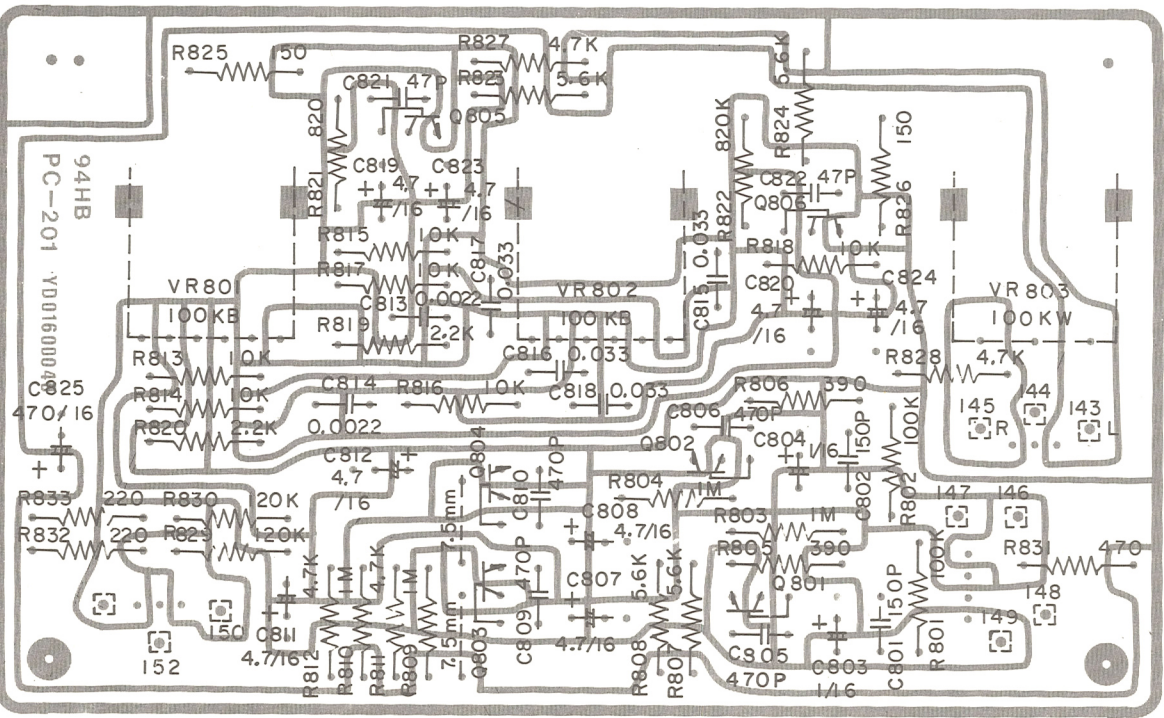 R825 150
R827 4.7K
R823 5.6K
C821 47P
Q805
820
R821
C819 C823
+ 4.7 /16
+ 4.7 /16
R815 10K
R817 10K
C817 0.033
C813 0.0022
R819 2.2K
5.6K
R824
820K
R822
150
R826
C822 47P
Q806
R818 10K
C820 C824
+ 4.7 /16
+ 4.7 /16
C815 0.033
94HB
PC-201 YD0160004
VR80
100KB
VR802
100KB
VR803
100KW
R813 10K
R814 10K
R820 2.2K
C825
470/16
+
C814
0.0022
R816 10K
C816 0.033
C818 0.033
R828 4.7K
R806 390
C806 470P
Q802
C804 1/16
+
150P
C802
100K
R802
145 R
144
143 L
C812
4.7 /16
+
Q804
C810
470P
7.5mm
R804 1M
C808
+
4.7/16
R803 1M
R805 390
Q801
147
146
R833 220
R832 220
R830 20K
R829 20K
R831 470
148
149
150
152
C811
+
4.7/16
4.7K
1M
4.7K
1M
R812
R810
R811
R809
7.5mm
Q803
470P
C809
C807
+
4.7/16
5.6K
5.6K
R808
R807
C805
470P
C803
+
1/16
C801
150P
100K
R801